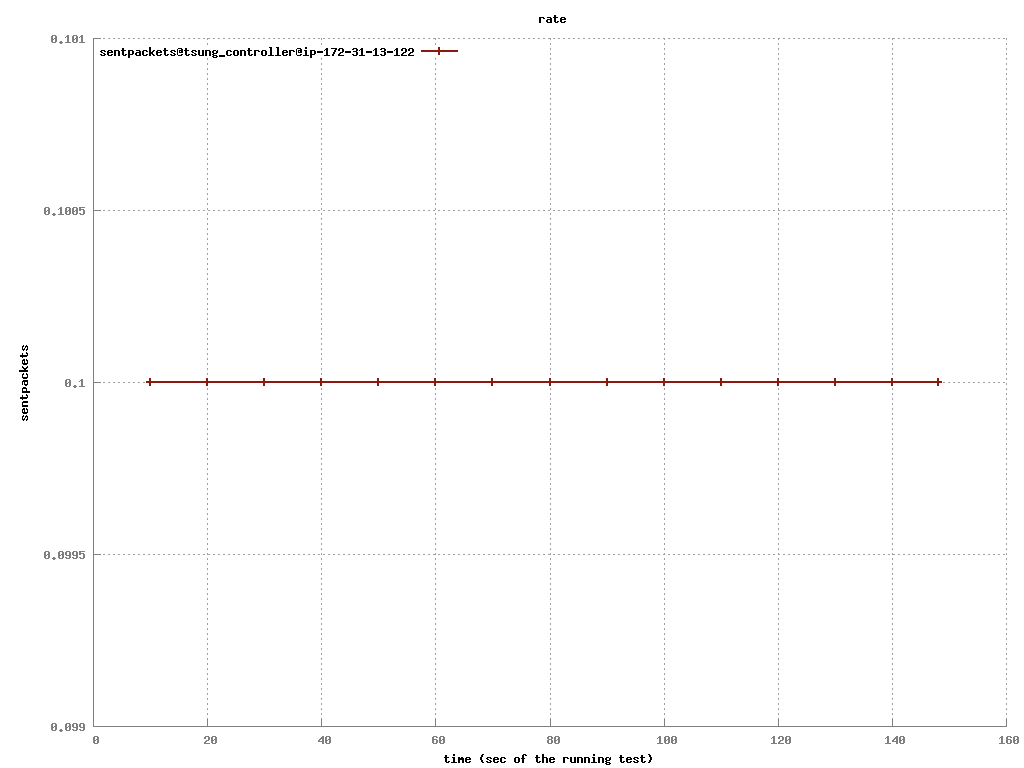 rate
0.101
sentpackets@tsung_controller@ip-172-31-13-122
0.1005
sentpackets
0.1
0.0995
0.099
0 20 40 60 80 100 120 140 160
time (sec of the running test)